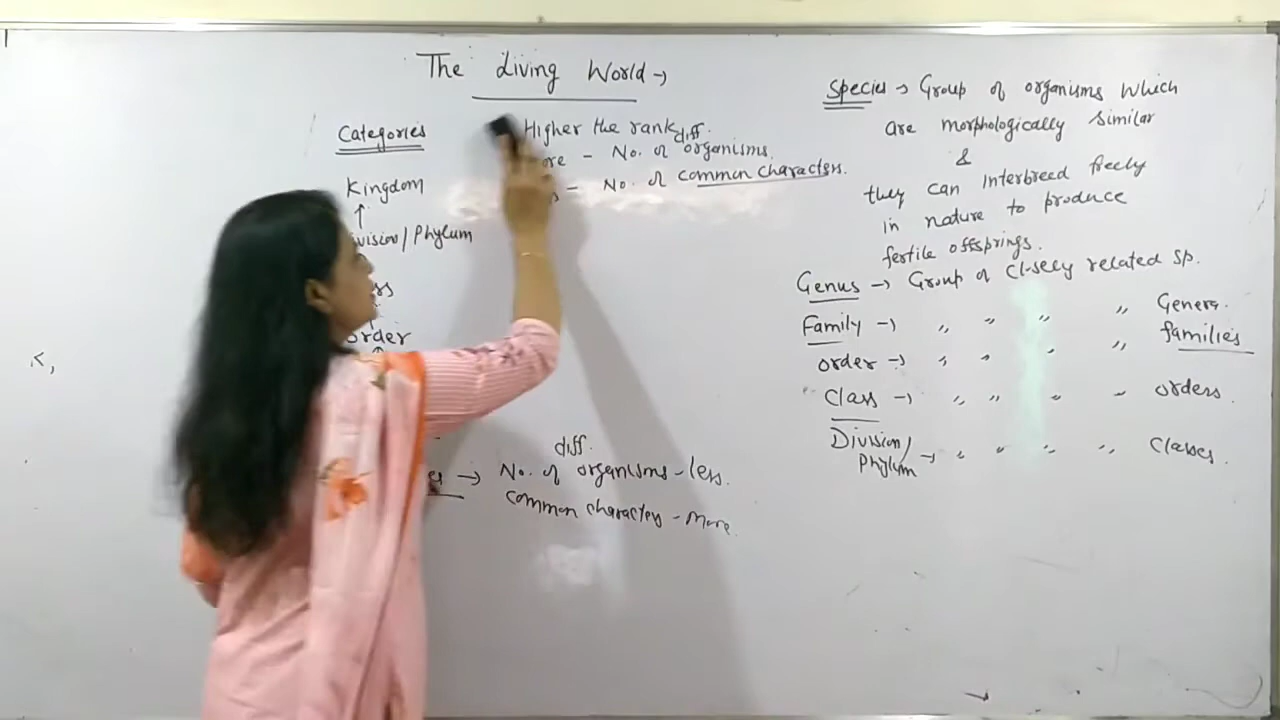 The Living World →
Categories
Kingdom
Phylum
order
Higher the rank
diff.
No. of organisms
No. of common characters.
diff.
→ No. of organisms - less.
common characters - more
Species → Group of organisms which
are morphologically similar
&
they can interbreed freely
in nature to produce
fertile offsprings.
Genus → Group of closely related sp.
Family → " " " " Genera.
order → " " " " families
Class → " " " " orders.
Division/
Phylum → " " " " Classes.